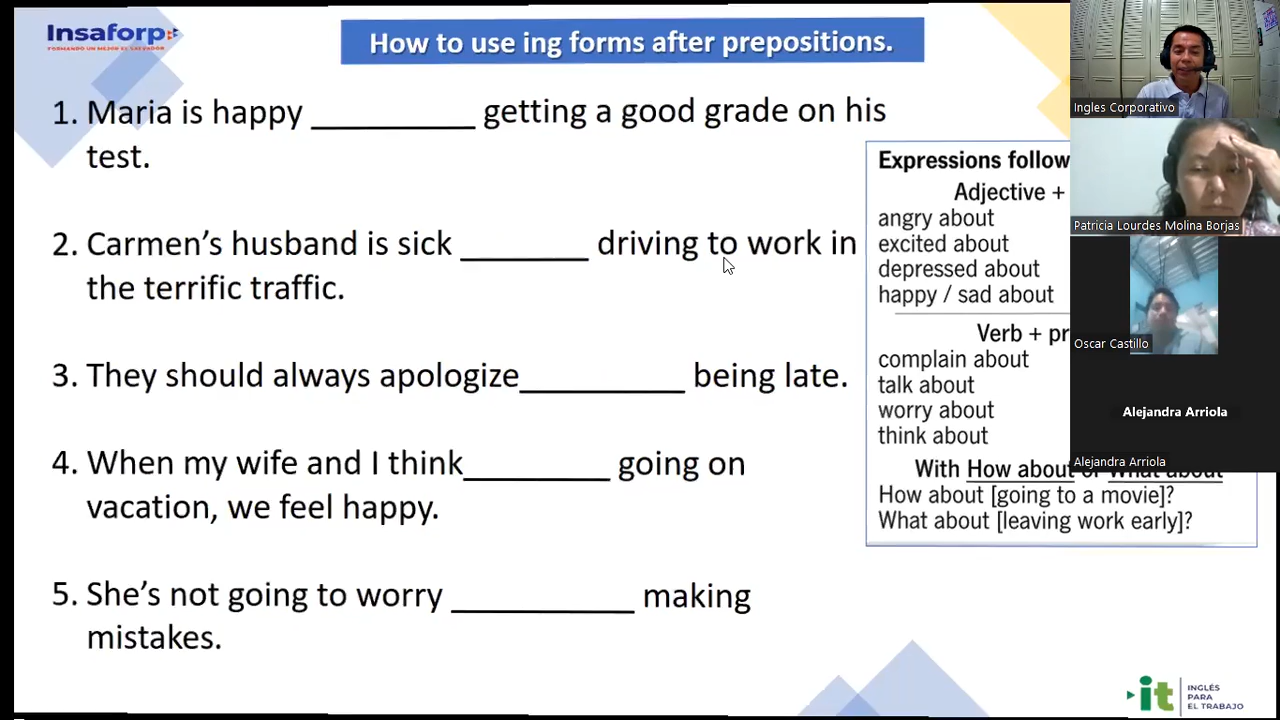 Insaforp
FORMANDO UN MEJOR EL SALVADOR
How to use ing forms after prepositions.
1. Maria is happy __________ getting a good grade on his
test.
2. Carmen's husband is sick ________ driving to work in
the terrific traffic.
3. They should always apologize__________ being late.
4. When my wife and I think_________ going on
vacation, we feel happy.
5. She's not going to worry ___________ making
mistakes.
Expressions follow
Adjective +
angry about
excited about
depressed about
happy / sad about
Verb + pr
complain about
talk about
worry about
think about
With How about or What about
How about [going to a movie]?
What about [leaving work early]?
Ingles Corporativo
Patricia Lourdes Molina Borjas
Oscar Castillo
Alejandra Arriola
Alejandra Arriola
it
INGLÉS
PARA
EL TRABAJO